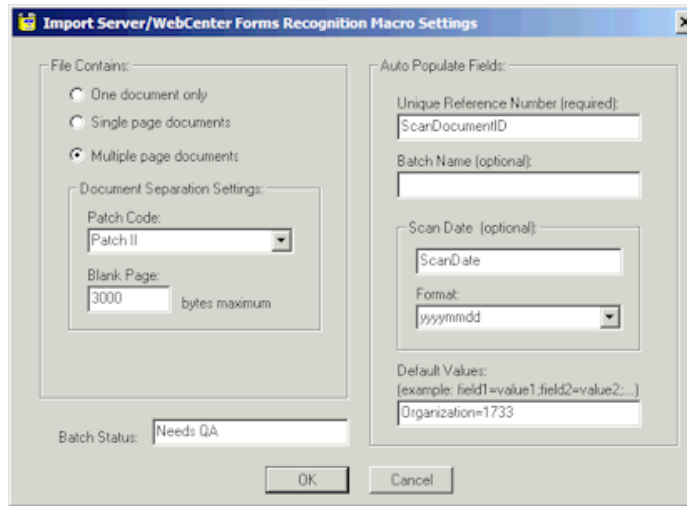 Import Server/WebCenter Forms Recognition Macro Settings
File Contains:
One document only
Single page documents
Multiple page documents
Document Separation Settings:
Patch Code:
Patch II
Blank Page:
3000 bytes maximum
Batch Status: Needs QA
Auto Populate Fields:
Unique Reference Number (required):
ScanDocumentID
Batch Name (optional):
Scan Date (optional):
ScanDate
Format:
yyyymmdd
Default Values:
(example: field1=value1;field2=value2;...)
Organization=1733
OK Cancel